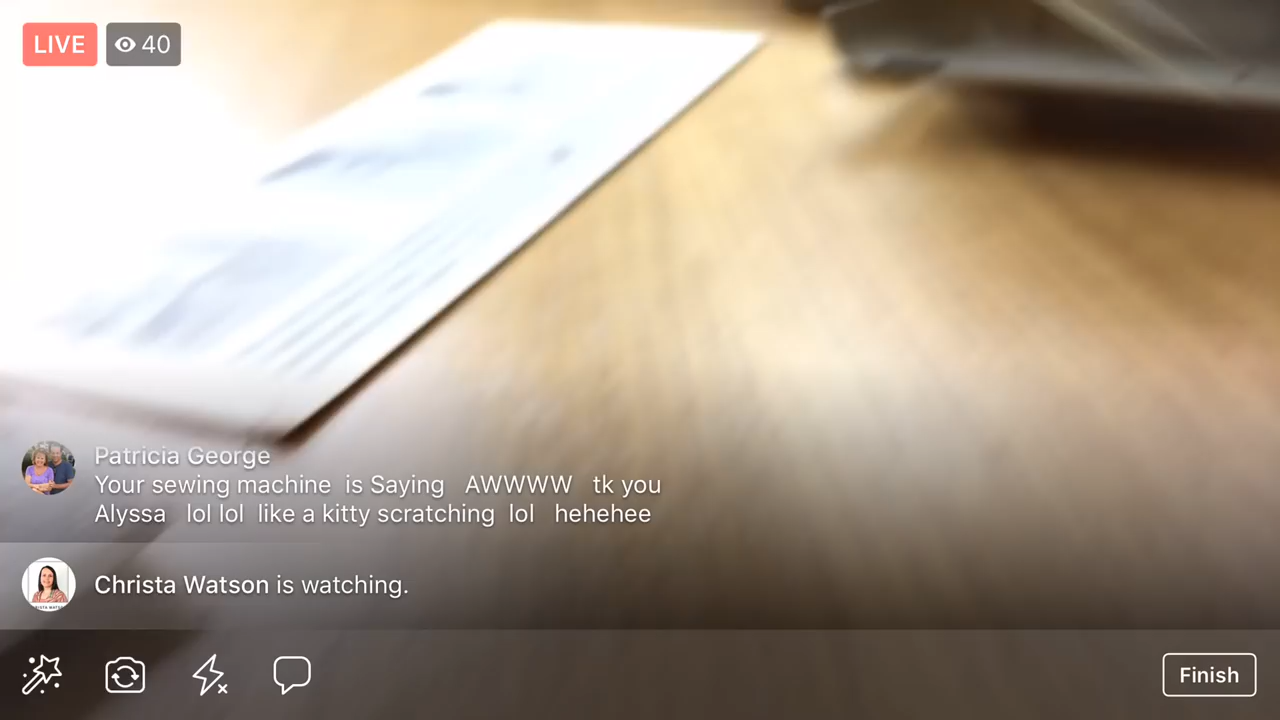 LIVE 40
Patricia George
Your sewing machine is Saying AWWWW tk you
Alyssa lol lol like a kitty scratching lol hehehee
Christa Watson is watching.
Finish